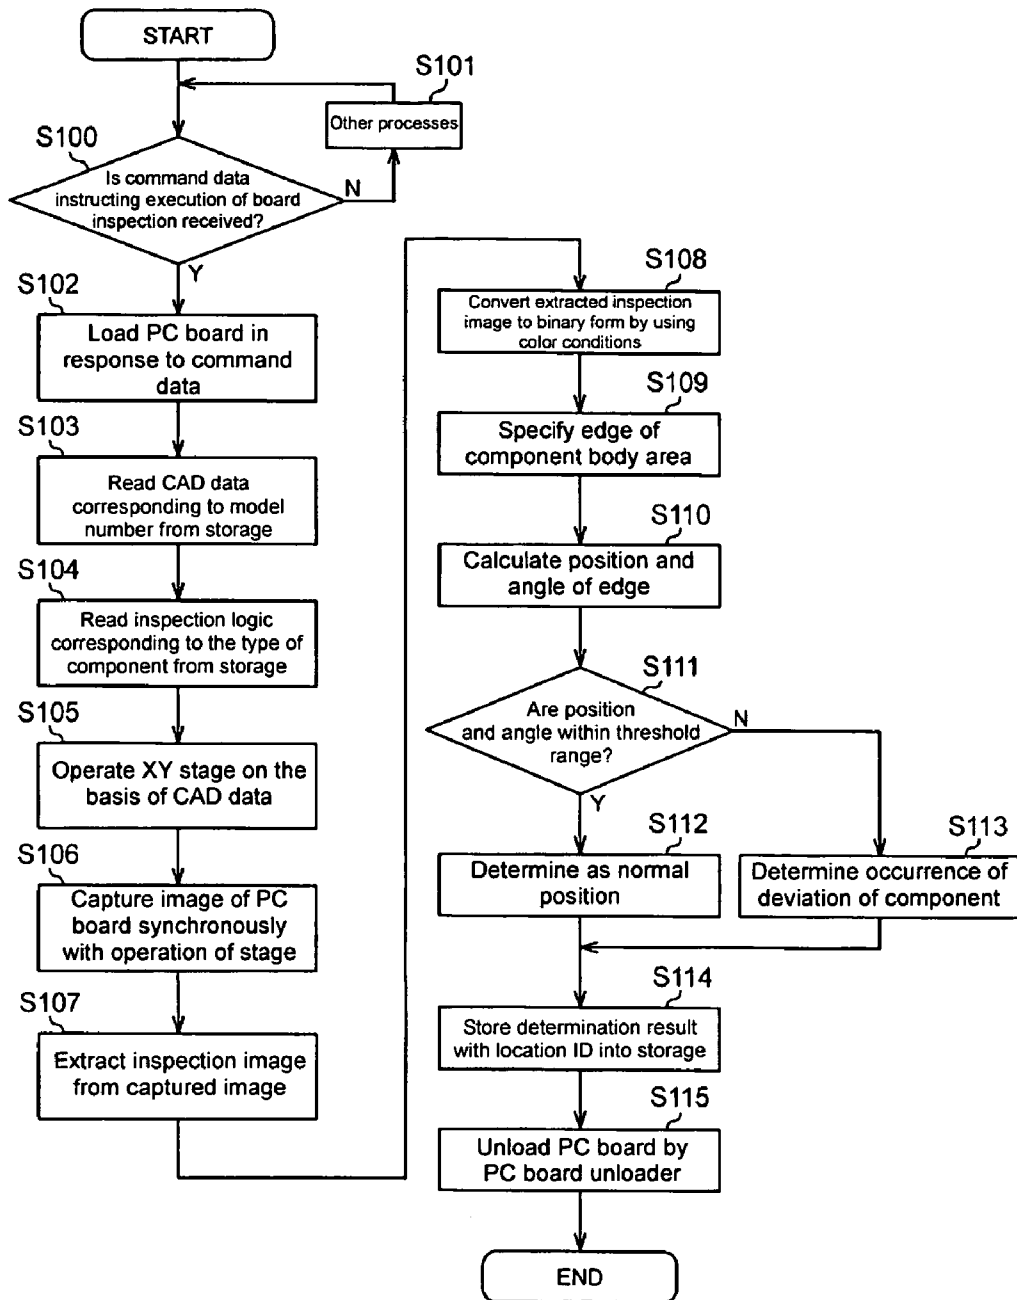 START
S101
Other processes
S100
Is command data
instructing execution of board
inspection received?
N
Y
S102
Load PC board in
response to command
data
S103
Read CAD data
corresponding to model
number from storage
S104
Read inspection logic
corresponding to the type of
component from storage
S105
Operate XY stage on the
basis of CAD data
S106
Capture image of PC
board synchronously
with operation of stage
S107
Extract inspection image
from captured image
S108
Convert extracted inspection
image to binary form by using
color conditions
S109
Specify edge of
component body area
S110
Calculate position and
angle of edge
S111
Are position
and angle within threshold
range?
N
Y
S112
Determine as normal
position
S113
Determine occurrence of
deviation of component
S114
Store determination result
with location ID into storage
S115
Unload PC board by
PC board unloader
END